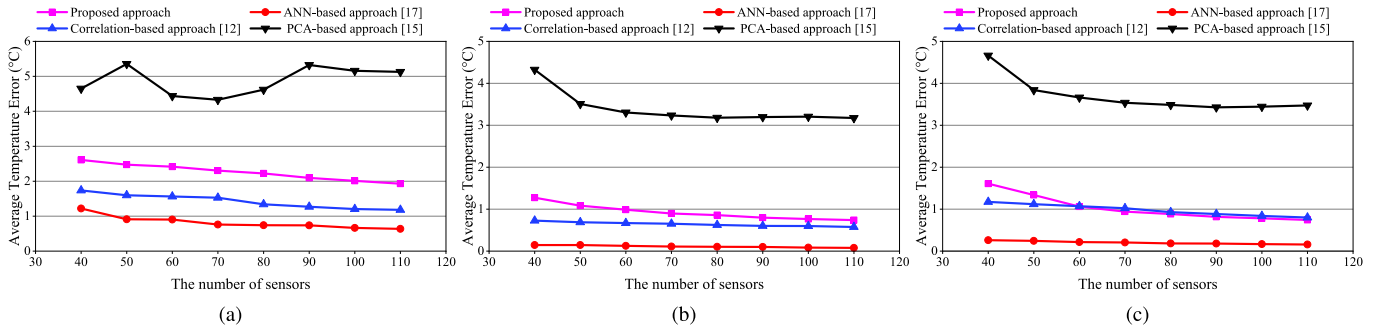 Proposed approach ANN-based approach [17]
Correlation-based approach [12] PCA-based approach [15]
Average Temperature Error (°C)
6
5
4
3
2
1
0
30 40 50 60 70 80 90 100 110 120
The number of sensors
(a)
Proposed approach ANN-based approach [17]
Correlation-based approach [12] PCA-based approach [15]
Average Temperature Error (°C)
5
4
3
2
1
0
30 40 50 60 70 80 90 100 110 120
The number of sensors
(b)
Proposed approach ANN-based approach [17]
Correlation-based approach [12] PCA-based approach [15]
Average Temperature Error (°C)
5
4
3
2
1
0
30 40 50 60 70 80 90 100 110 120
The number of sensors
(c)